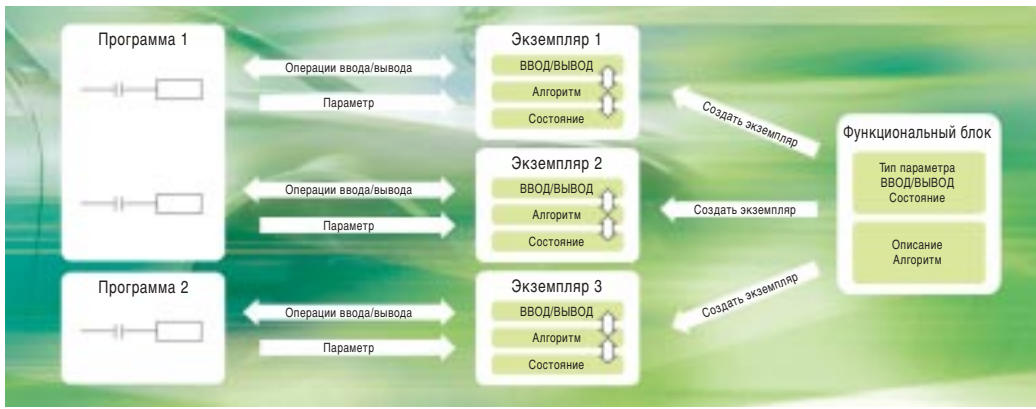 Программа 1
Операции ввода/вывода
Параметр
Операции ввода/вывода
Параметр
Программа 2
Операции ввода/вывода
Параметр
Экземпляр 1
ВВОД/ВЫВОД
Алгоритм
Состояние
Экземпляр 2
ВВОД/ВЫВОД
Алгоритм
Состояние
Экземпляр 3
ВВОД/ВЫВОД
Алгоритм
Состояние
Создать экземпляр
Создать экземпляр
Создать экземпляр
Функциональный блок
Тип параметра
ВВОД/ВЫВОД
Состояние
Описание
Алгоритм